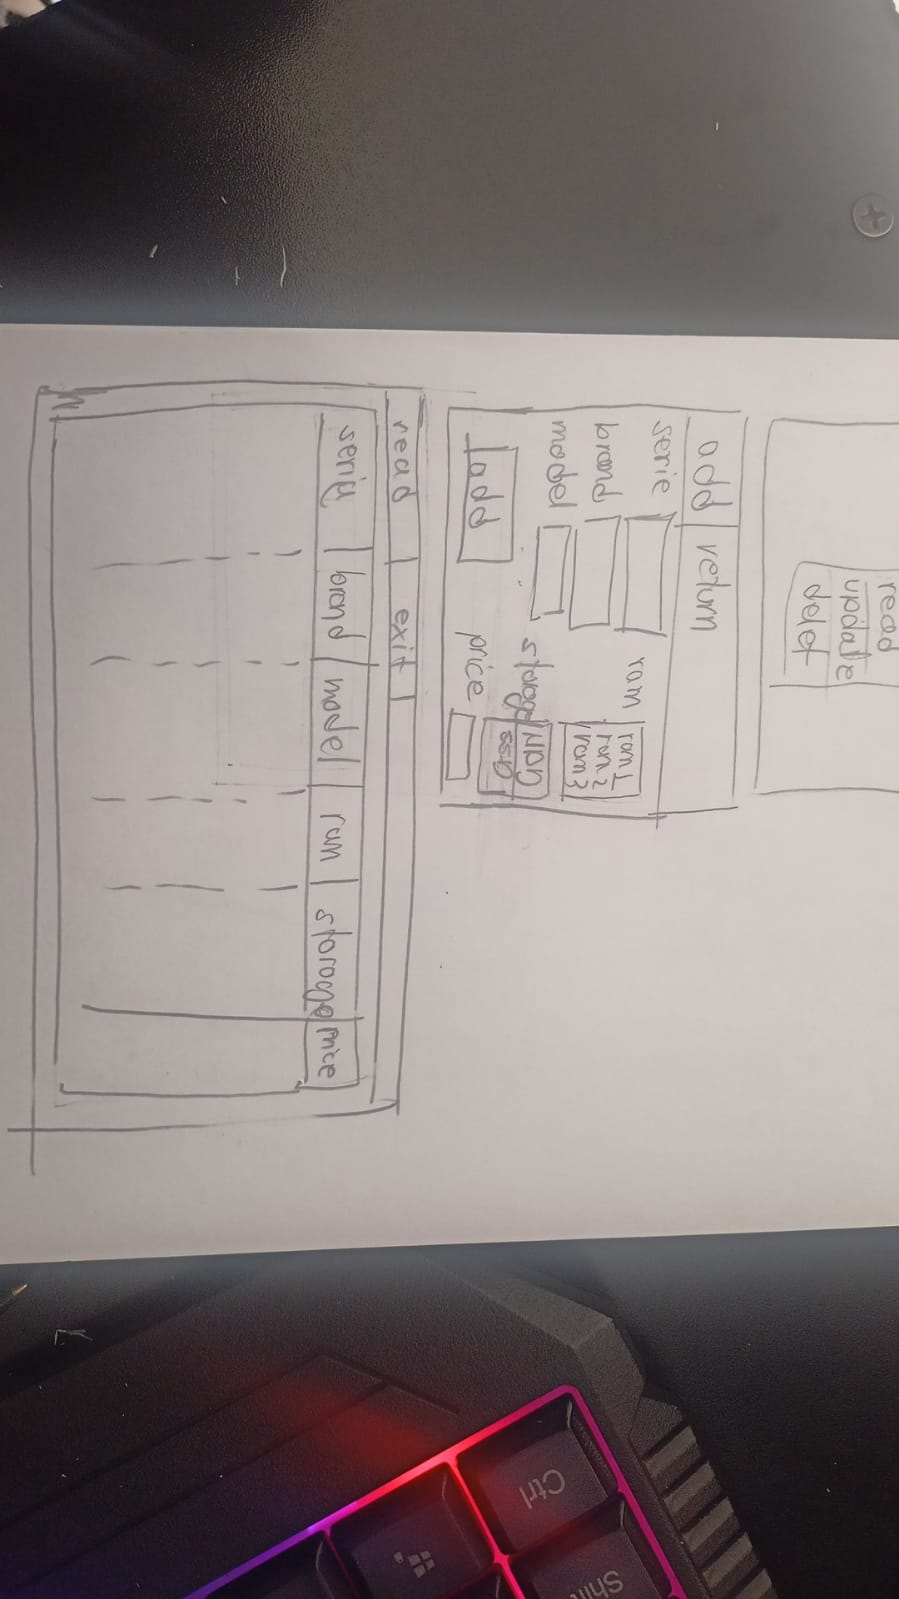 read
update
delet
add return
serie
brand
model
add
ram
ram 1
ram 2
ram 3
storage
HDD
SSD
price
read exit
serie brand model ram storage price
Ctrl
Shi